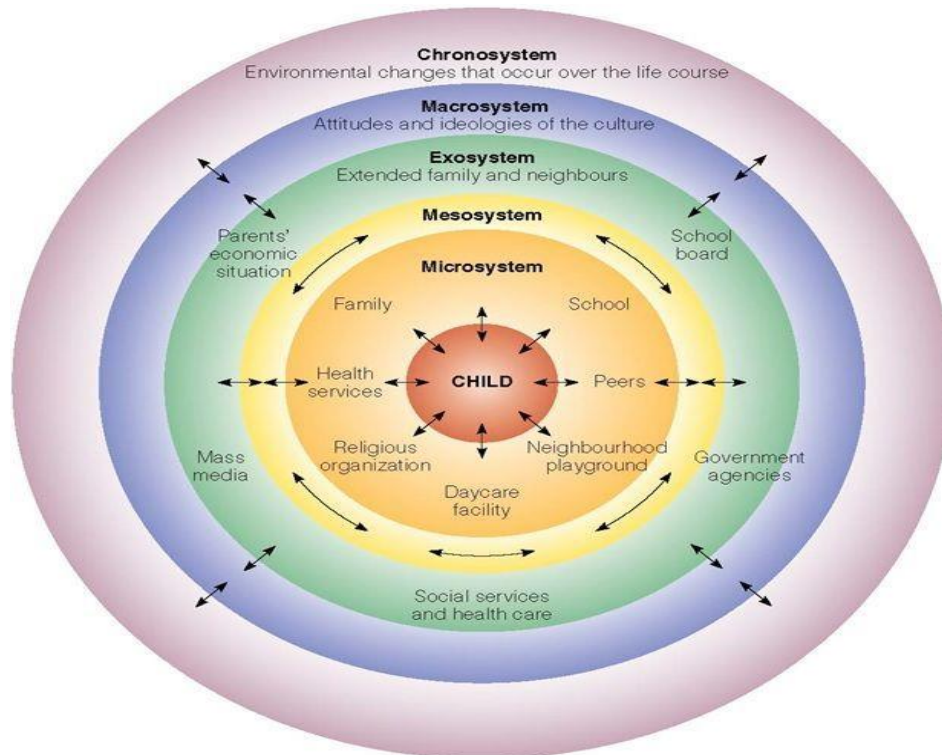 Chronosystem
Environmental changes that occur over the life course
Macrosystem
Attitudes and ideologies of the culture
Exosystem
Extended family and neighbours
Mesosystem
Parents'
economic
situation
School
board
Microsystem
Family
School
Health
services
CHILD
Peers
Religious
organization
Neighbourhood
playground
Mass
media
Government
agencies
Daycare
facility
Social services
and health care